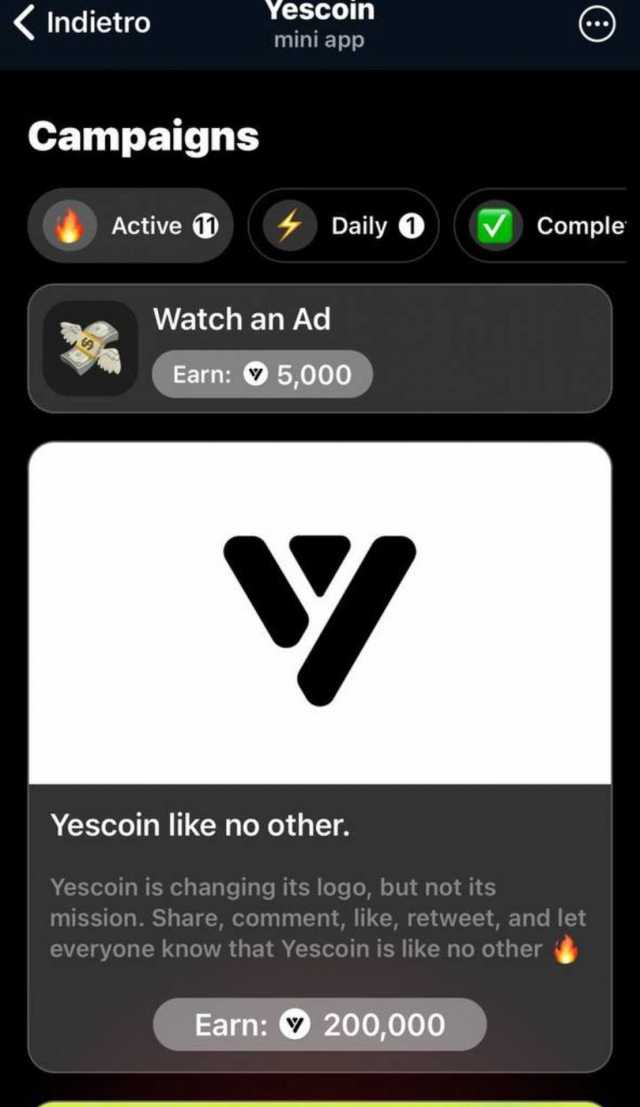 Indietro
Yescoin
mini app
Campaigns
Active 11
Daily 1
Comple
Watch an Ad
Earn: 5,000
Yescoin like no other.
Yescoin is changing its logo, but not its
mission. Share, comment, like, retweet, and let
everyone know that Yescoin is like no other
Earn: 200,000